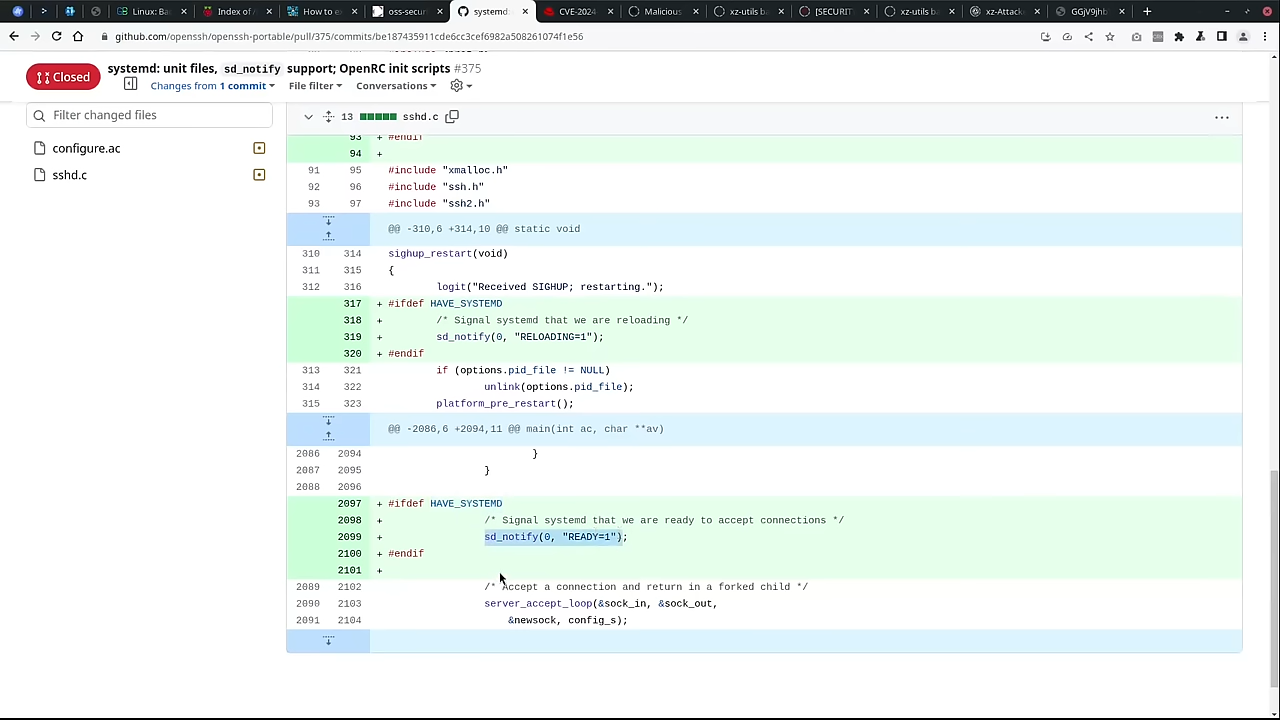 Linux: Ba
Index of /
How to e
oss-secur
systemd:
CVE-2024-
Malicious
xz-utils ba
[SECURIT
xz-utils ba
xz-Attack
GGjV9jhb
github.com/openssh/openssh-portable/pull/375/commits/be187435911cde6cc3cef6982a508261074f1e56
Closed
systemd: unit files, sd_notify support; OpenRC init scripts #375
Changes from 1 commit
File filter
Conversations
Filter changed files
configure.ac
sshd.c
13 sshd.c
93 + #endif
94 +
91 95 #include "xmalloc.h"
92 96 #include "ssh.h"
93 97 #include "ssh2.h"
@@ -310,6 +314,10 @@ static void
310 314 sighup_restart(void)
311 315 {
312 316 logit("Received SIGHUP; restarting.");
317 + #ifdef HAVE_SYSTEMD
318 + /* Signal systemd that we are reloading */
319 + sd_notify(0, "RELOADING=1");
320 + #endif
313 321 if (options.pid_file != NULL)
314 322 unlink(options.pid_file);
315 323 platform_pre_restart();
@@ -2086,6 +2094,11 @@ main(int ac, char **av)
2086 2094 }
2087 2095 }
2088 2096
2097 + #ifdef HAVE_SYSTEMD
2098 + /* Signal systemd that we are ready to accept connections */
2099 + sd_notify(0, "READY=1");
2100 + #endif
2101 +
2089 2102 /* Accept a connection and return in a forked child */
2090 2103 server_accept_loop(&sock_in, &sock_out,
2091 2104 &newsock, config_s);